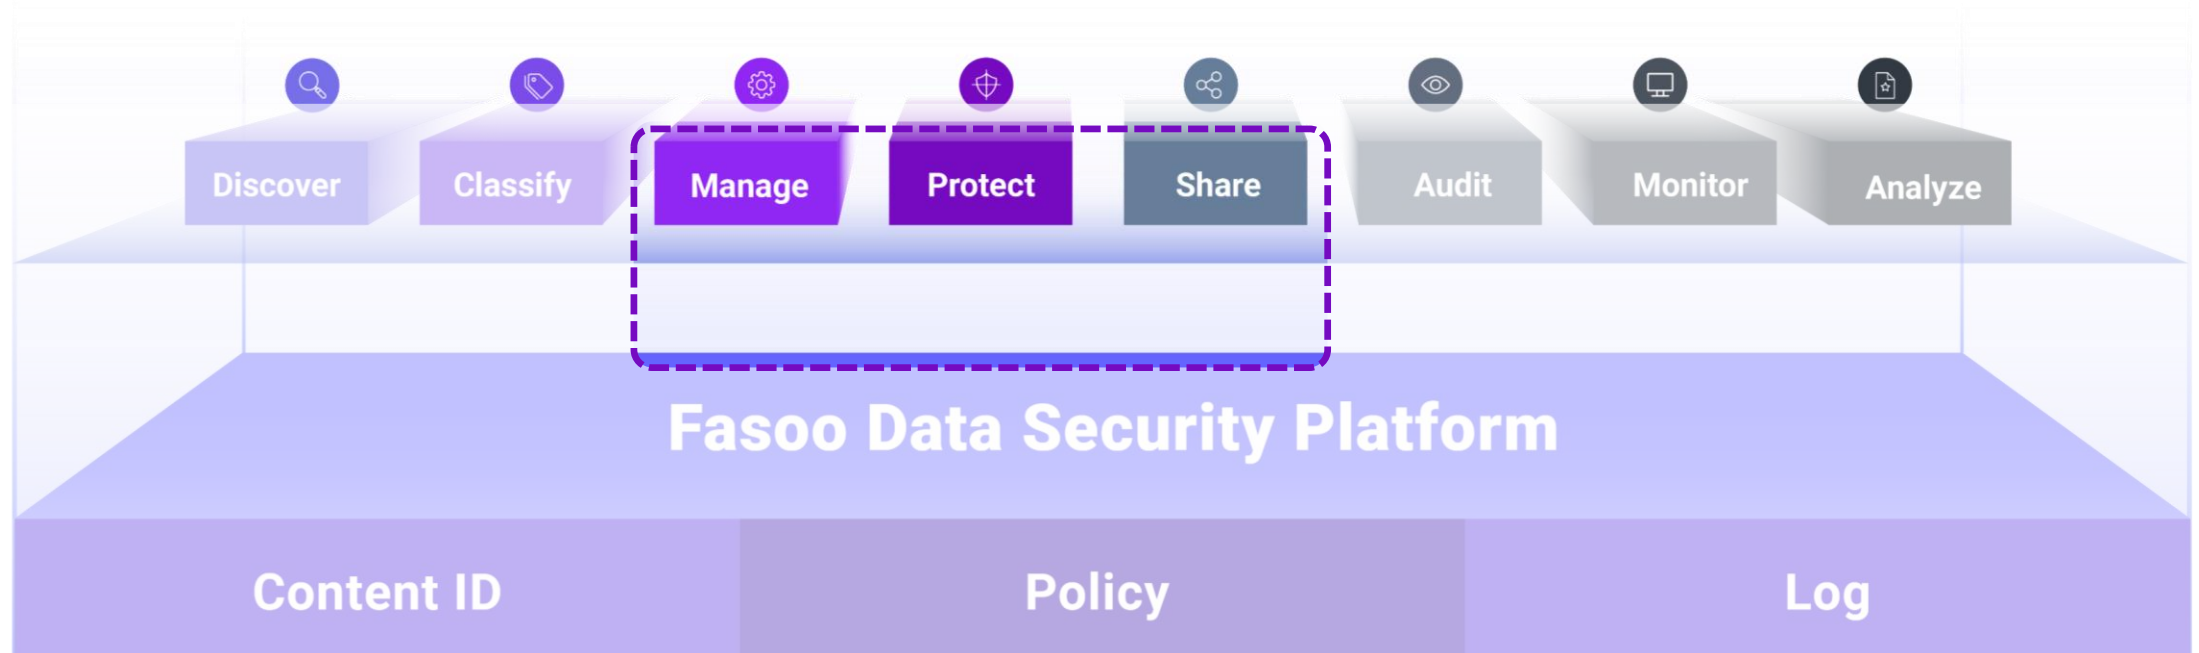 Discover
Classify
Manage
Protect
Share
Audit
Monitor
Analyze
Fasoo Data Security Platform
Content ID
Policy
Log